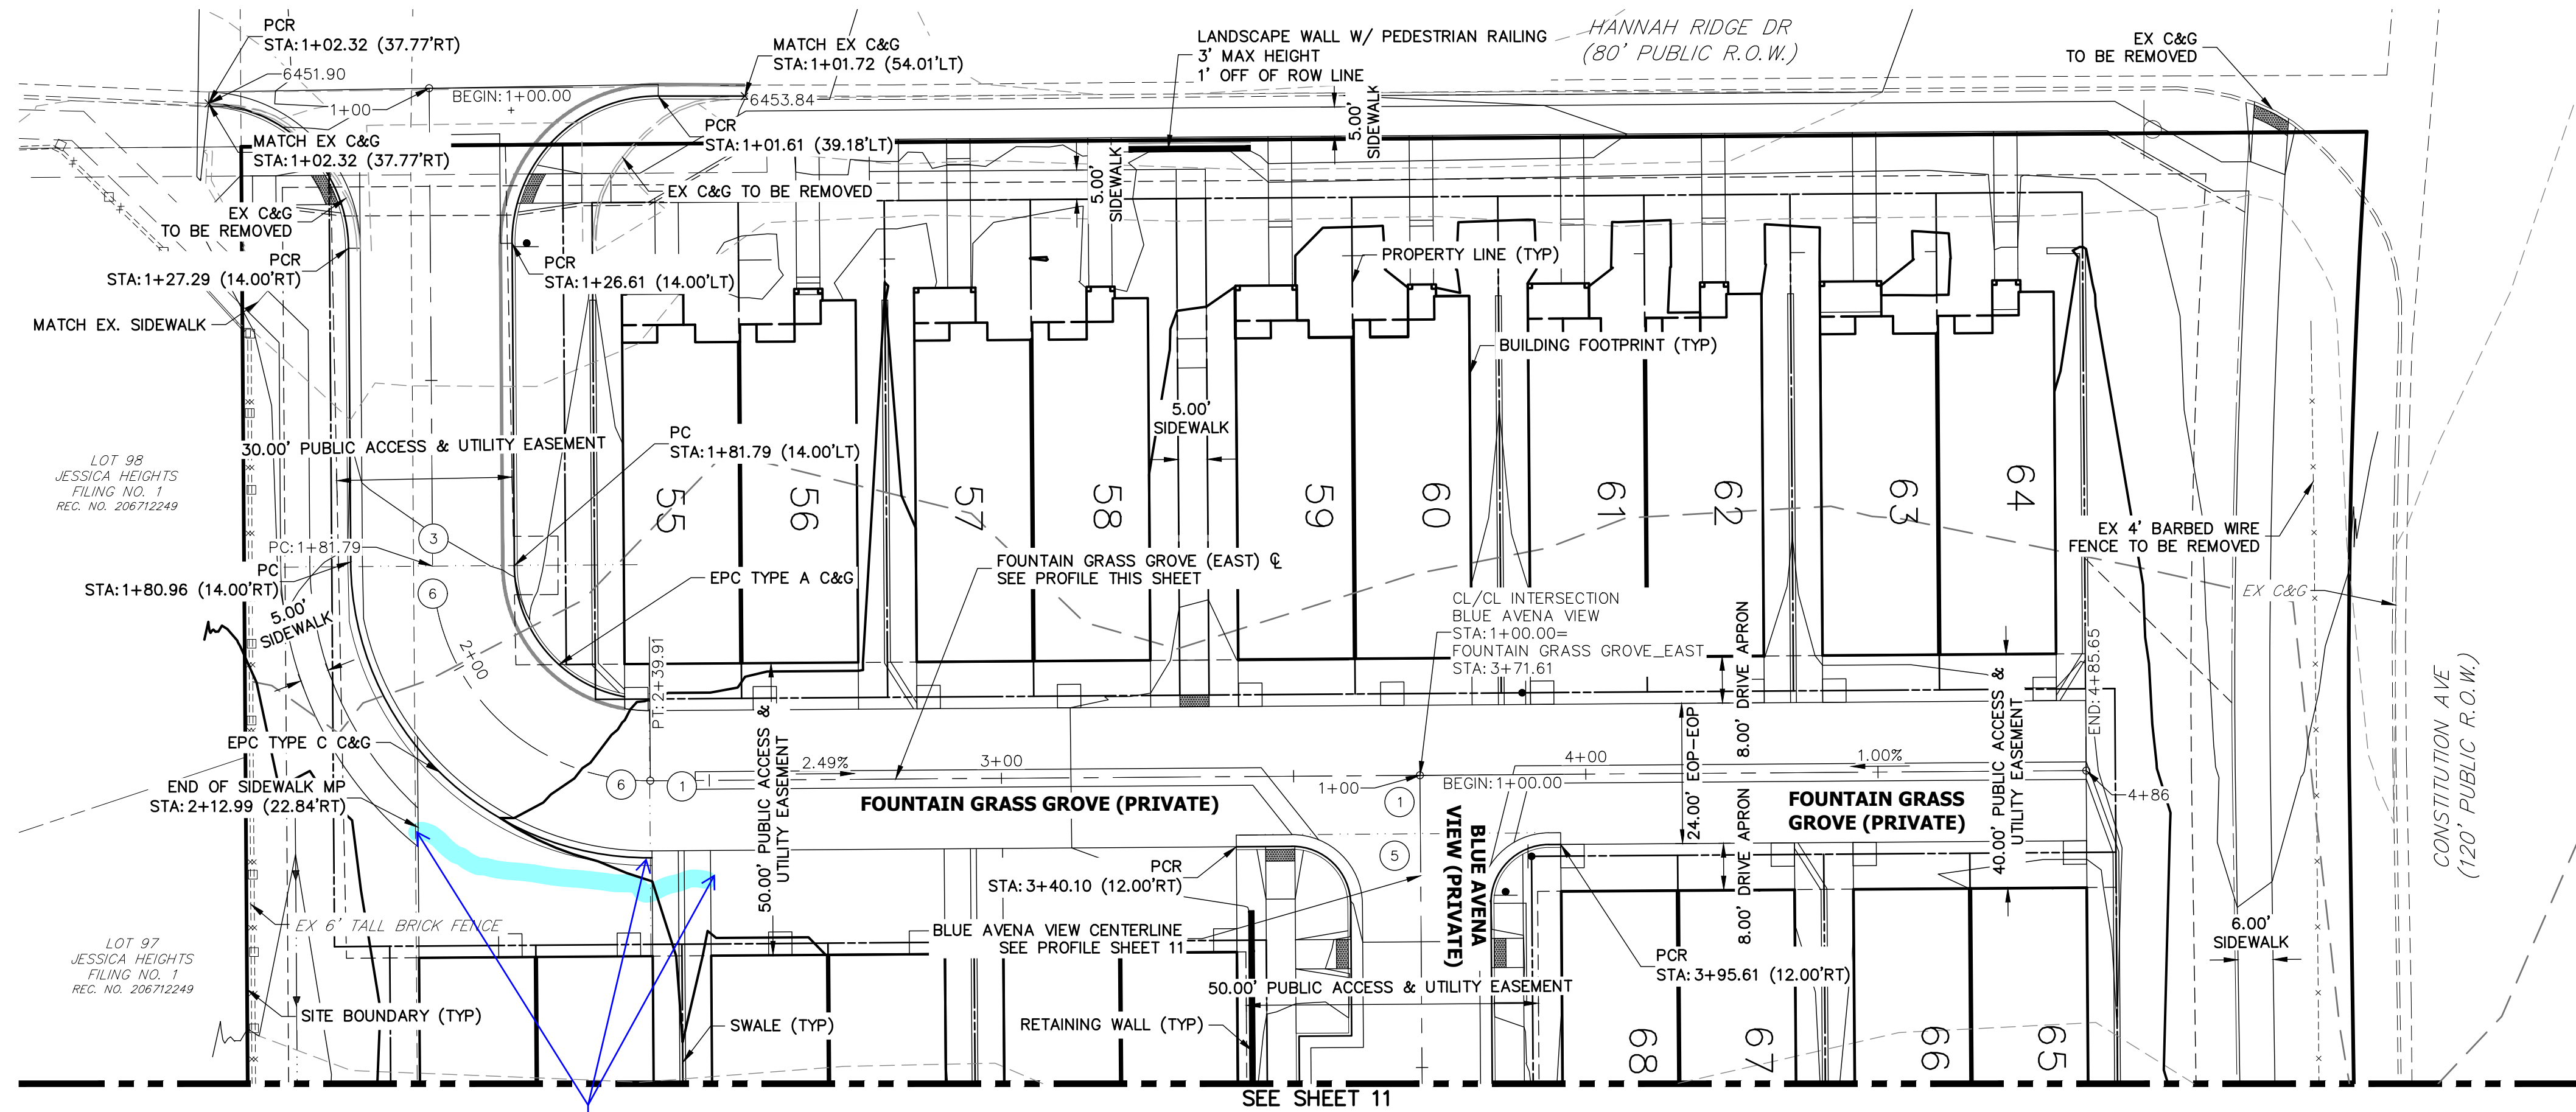 PCR
STA:1+02.32 (37.77'RT)
6451.90
1+00
BEGIN:1+00.00
MATCH EX C&G
STA:1+01.72 (54.01'LT)
6453.84
LANDSCAPE WALL W/ PEDESTRIAN RAILING
3' MAX HEIGHT
1' OFF OF ROW LINE
HANNAH RIDGE DR
(80' PUBLIC R.O.W.)
EX C&G
TO BE REMOVED
MATCH EX C&G
STA:1+02.32 (37.77'RT)
PCR
STA:1+01.61 (39.18'LT)
5.00'
SIDEWALK
5.00'
SIDEWALK
EX C&G TO BE REMOVED
EX C&G
TO BE REMOVED
PCR
STA:1+27.29 (14.00'RT)
PCR
STA:1+26.61 (14.00'LT)
PROPERTY LINE (TYP)
MATCH EX. SIDEWALK
BUILDING FOOTPRINT (TYP)
5.00'
SIDEWALK
30.00' PUBLIC ACCESS & UTILITY EASEMENT
PC
STA:1+81.79 (14.00'LT)
LOT 98
JESSICA HEIGHTS
FILING NO. 1
REC. NO. 206712249
55
56
57
58
59
60
61
62
63
64
EX 4' BARBED WIRE
FENCE TO BE REMOVED
3
PC:1+81.79
PC
STA:1+80.96 (14.00'RT)
6
5.00'
SIDEWALK
2+00
EPC TYPE A C&G
FOUNTAIN GRASS GROVE (EAST) ℄
SEE PROFILE THIS SHEET
CL/CL INTERSECTION
BLUE AVENA VIEW
STA:1+00.00=
FOUNTAIN GRASS GROVE_EAST
STA:3+71.61
EX C&G
PT:2+39.91
50.00' PUBLIC ACCESS &
UTILITY EASEMENT
8.00' DRIVE APRON
24.00' EOP-EOP
40.00' PUBLIC ACCESS &
UTILITY EASEMENT
END:4+85.65
CONSTITUTION AVE
(120' PUBLIC R.O.W.)
EPC TYPE C C&G
6
1
2.49%
3+00
4+00
1.00%
END OF SIDEWALK MP
STA:2+12.99 (22.84'RT)
FOUNTAIN GRASS GROVE (PRIVATE)
1+00
BEGIN:1+00.00
1
FOUNTAIN GRASS
GROVE (PRIVATE)
4+86
BLUE AVENA
VIEW (PRIVATE)
8.00' DRIVE APRON
5
PCR
STA:3+40.10 (12.00'RT)
EX 6' TALL BRICK FENCE
BLUE AVENA VIEW CENTERLINE
SEE PROFILE SHEET 11
6.00'
SIDEWALK
LOT 97
JESSICA HEIGHTS
FILING NO. 1
REC. NO. 206712249
PCR
STA:3+95.61 (12.00'RT)
50.00' PUBLIC ACCESS & UTILITY EASEMENT
SITE BOUNDARY (TYP)
SWALE (TYP)
RETAINING WALL (TYP)
68
67
66
65
SEE SHEET 11